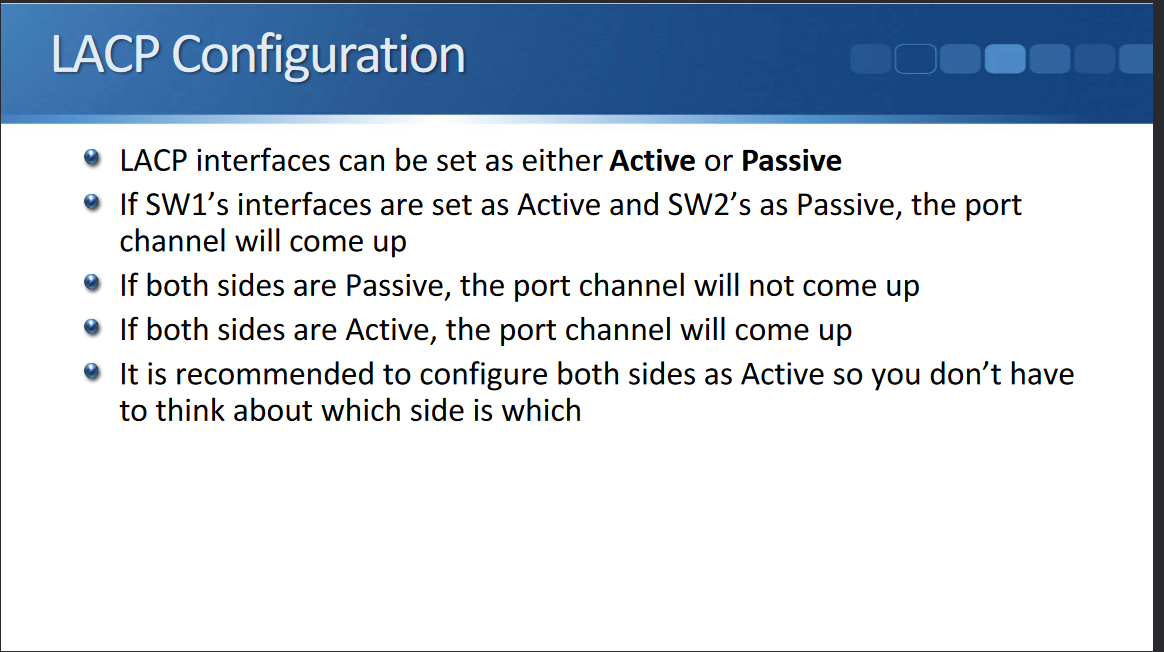 LACP Configuration
LACP interfaces can be set as either Active or Passive
If SW1’s interfaces are set as Active and SW2’s as Passive, the port
channel will come up
If both sides are Passive, the port channel will not come up
If both sides are Active, the port channel will come up
It is recommended to configure both sides as Active so you don’t have
to think about which side is which